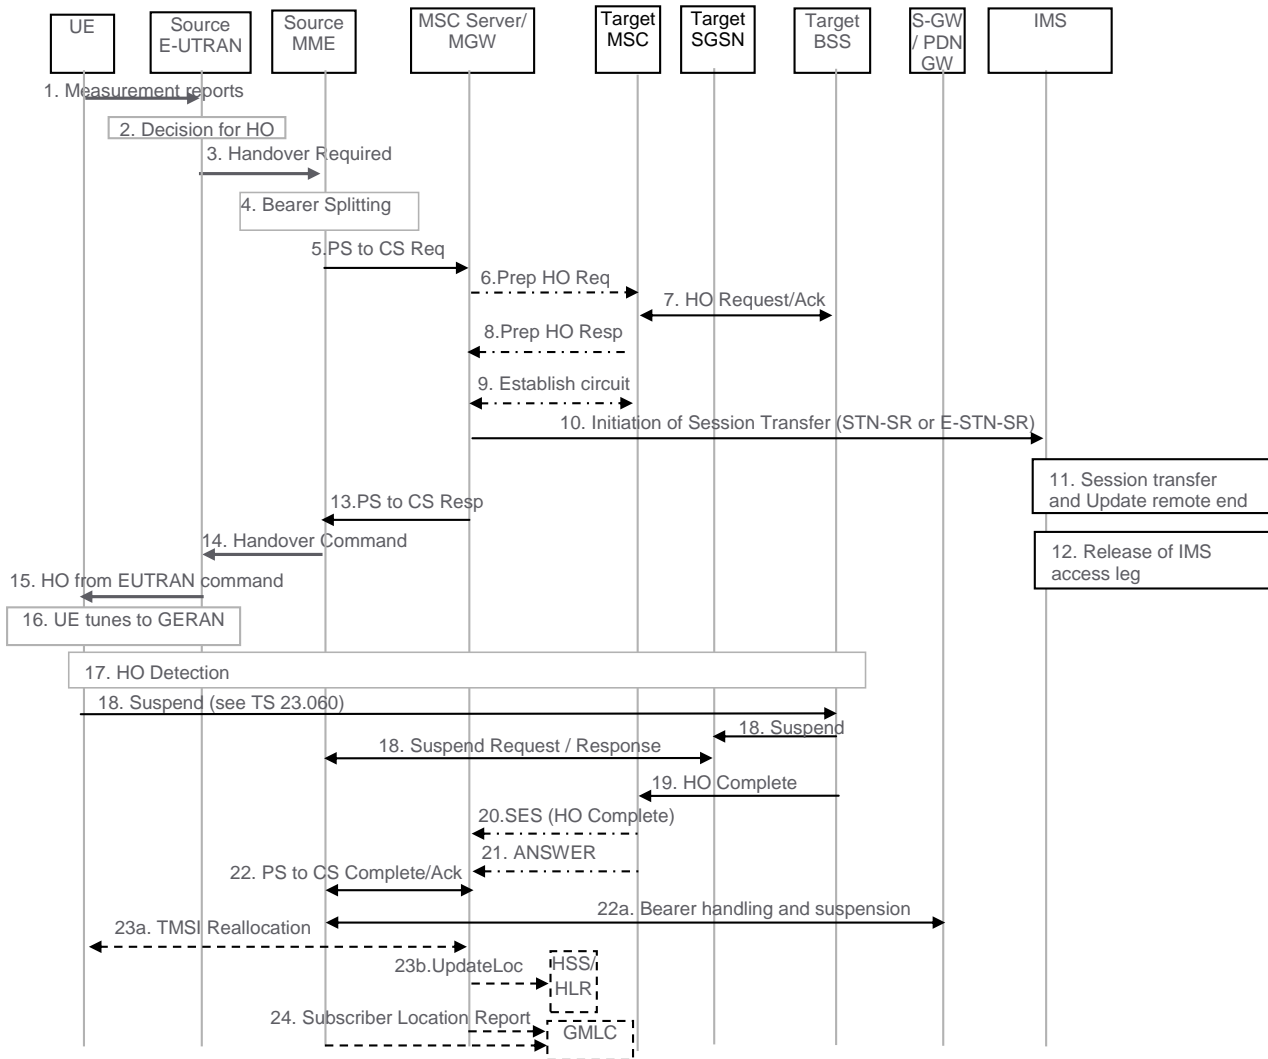 UE
Source
E-UTRAN
Source
MME
MSC Server/
MGW
Target
MSC
Target
SGSN
Target
BSS
S-GW
/ PDN
GW
IMS
1. Measurement reports
2. Decision for HO
3. Handover Required
4. Bearer Splitting
5.PS to CS Req
6.Prep HO Req
7. HO Request/Ack
8.Prep HO Resp
9. Establish circuit
10. Initiation of Session Transfer (STN-SR or E-STN-SR)
11. Session transfer
and Update remote end
13.PS to CS Resp
12. Release of IMS
access leg
14. Handover Command
15. HO from EUTRAN command
16. UE tunes to GERAN
17. HO Detection
18. Suspend (see TS 23.060)
18. Suspend
18. Suspend Request / Response
19. HO Complete
20.SES (HO Complete)
21. ANSWER
22. PS to CS Complete/Ack
22a. Bearer handling and suspension
23a. TMSI Reallocation
23b.UpdateLoc
HSS/
HLR
24. Subscriber Location Report
GMLC